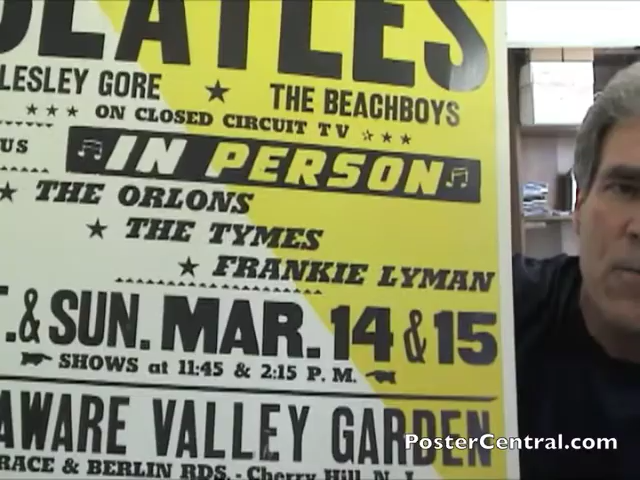 BEATLES
LESLEY GORE ★ THE BEACHBOYS
★ ★ ★ ON CLOSED CIRCUIT TV ★ ★ ★
US
IN PERSON
★ THE ORLONS
★ THE TYMES
★ FRANKIE LYMAN
T. & SUN. MAR. 14 & 15
SHOWS at 11:45 & 2:15 P. M.
AWARE VALLEY GARDEN
RACE & BERLIN RDS. - Cherry Hill, N. J.
PosterCentral.com